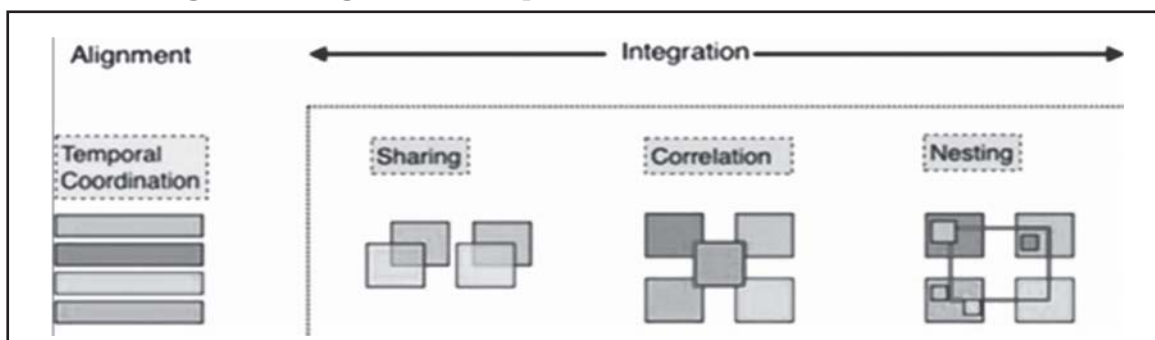 Alignment
Integration
Temporal
Coordination
Sharing
Correlation
Nesting